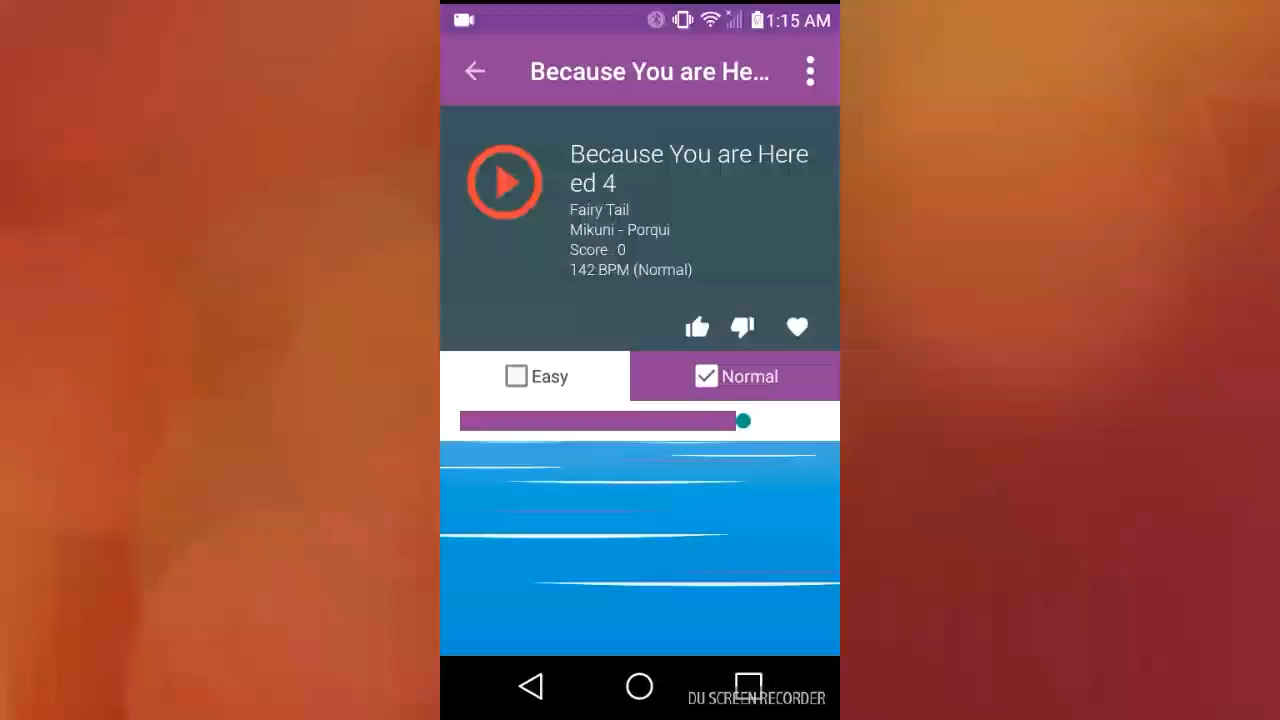 1:15 AM
Because You are He...
Because You are Here
ed 4
Fairy Tail
Mikuni - Porqui
Score : 0
142 BPM (Normal)
Easy
Normal
DU SCREEN RECORDER